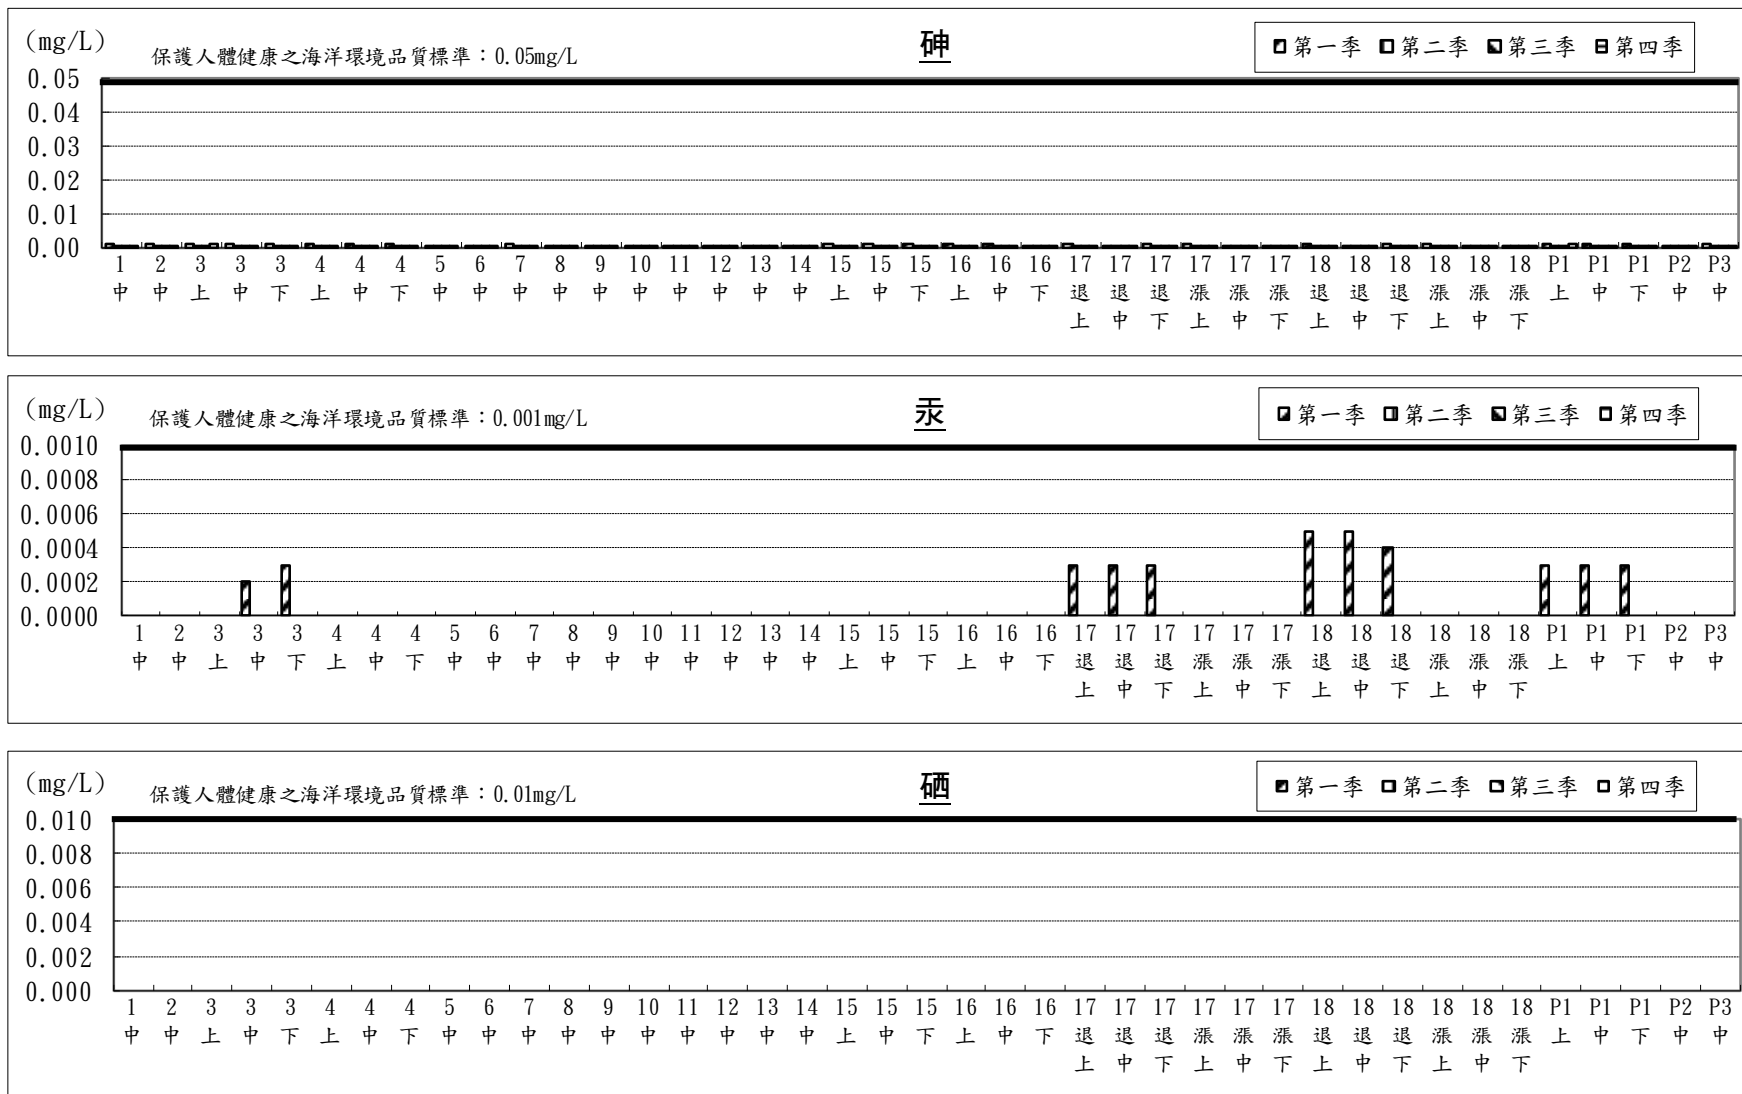 (mg/L) 保護人體健康之海洋環境品質標準：0.05mg/L 砷 第一季 第二季 第三季 第四季
0.05
0.04
0.03
0.02
0.01
0.00
1 2 3 3 3 4 4 4 5 6 7 8 9 10 11 12 13 14 15 15 15 16 16 16 17 17 17 17 17 17 18 18 18 18 18 18 P1 P1 P1 P2 P3
中 中 上 中 下 上 中 下 中 中 中 中 中 中 中 中 中 中 上 中 下 上 中 下 退 退 退 漲 漲 漲 退 退 退 漲 漲 漲 上 中 下 中 中
上 中 下 上 中 下 上 中 下 上 中 下
(mg/L) 保護人體健康之海洋環境品質標準：0.001mg/L 汞 第一季 第二季 第三季 第四季
0.0010
0.0008
0.0006
0.0004
0.0002
0.0000
1 2 3 3 3 4 4 4 5 6 7 8 9 10 11 12 13 14 15 15 15 16 16 16 17 17 17 17 17 17 18 18 18 18 18 18 P1 P1 P1 P2 P3
中 中 上 中 下 上 中 下 中 中 中 中 中 中 中 中 中 中 上 中 下 上 中 下 退 退 退 漲 漲 漲 退 退 退 漲 漲 漲 上 中 下 中 中
上 中 下 上 中 下 上 中 下 上 中 下
(mg/L) 保護人體健康之海洋環境品質標準：0.01mg/L 硒 第一季 第二季 第三季 第四季
0.010
0.008
0.006
0.004
0.002
0.000
1 2 3 3 3 4 4 4 5 6 7 8 9 10 11 12 13 14 15 15 15 16 16 16 17 17 17 17 17 17 18 18 18 18 18 18 P1 P1 P1 P2 P3
中 中 上 中 下 上 中 下 中 中 中 中 中 中 中 中 中 中 上 中 下 上 中 下 退 退 退 漲 漲 漲 退 退 退 漲 漲 漲 上 中 下 中 中
上 中 下 上 中 下 上 中 下 上 中 下